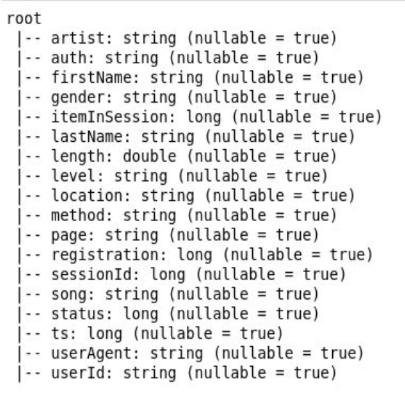 root
 |-- artist: string (nullable = true)
 |-- auth: string (nullable = true)
 |-- firstName: string (nullable = true)
 |-- gender: string (nullable = true)
 |-- itemInSession: long (nullable = true)
 |-- lastName: string (nullable = true)
 |-- length: double (nullable = true)
 |-- level: string (nullable = true)
 |-- location: string (nullable = true)
 |-- method: string (nullable = true)
 |-- page: string (nullable = true)
 |-- registration: long (nullable = true)
 |-- sessionId: long (nullable = true)
 |-- song: string (nullable = true)
 |-- status: long (nullable = true)
 |-- ts: long (nullable = true)
 |-- userAgent: string (nullable = true)
 |-- userId: string (nullable = true)